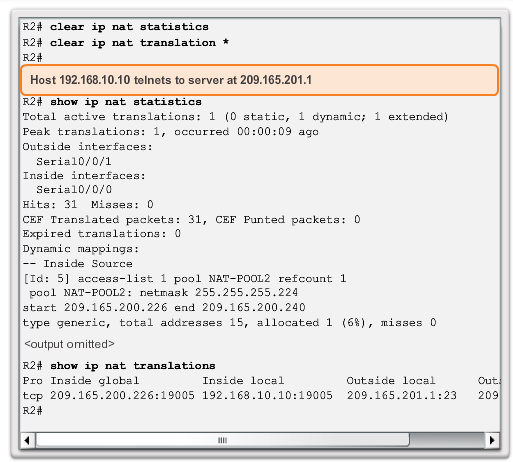 R2# clear ip nat statistics
R2# clear ip nat translation *
R2#
Host 192.168.10.10 telnets to server at 209.165.201.1
R2# show ip nat statistics
Total active translations: 1 (0 static, 1 dynamic; 1 extended)
Peak translations: 1, occurred 00:00:09 ago
Outside interfaces:
  Serial0/0/1
Inside interfaces:
  Serial0/0/0
Hits: 31  Misses: 0
CEF Translated packets: 31, CEF Punted packets: 0
Expired translations: 0
Dynamic mappings:
-- Inside Source
[Id: 5] access-list 1 pool NAT-POOL2 refcount 1
 pool NAT-POOL2: netmask 255.255.255.224
start 209.165.200.226 end 209.165.200.240
type generic, total addresses 15, allocated 1 (6%), misses 0
<output omitted>
R2# show ip nat translations
Pro Inside global      Inside local       Outside local
tcp 209.165.200.226:19005 192.168.10.10:19005  209.165.201.1:23  209
R2#